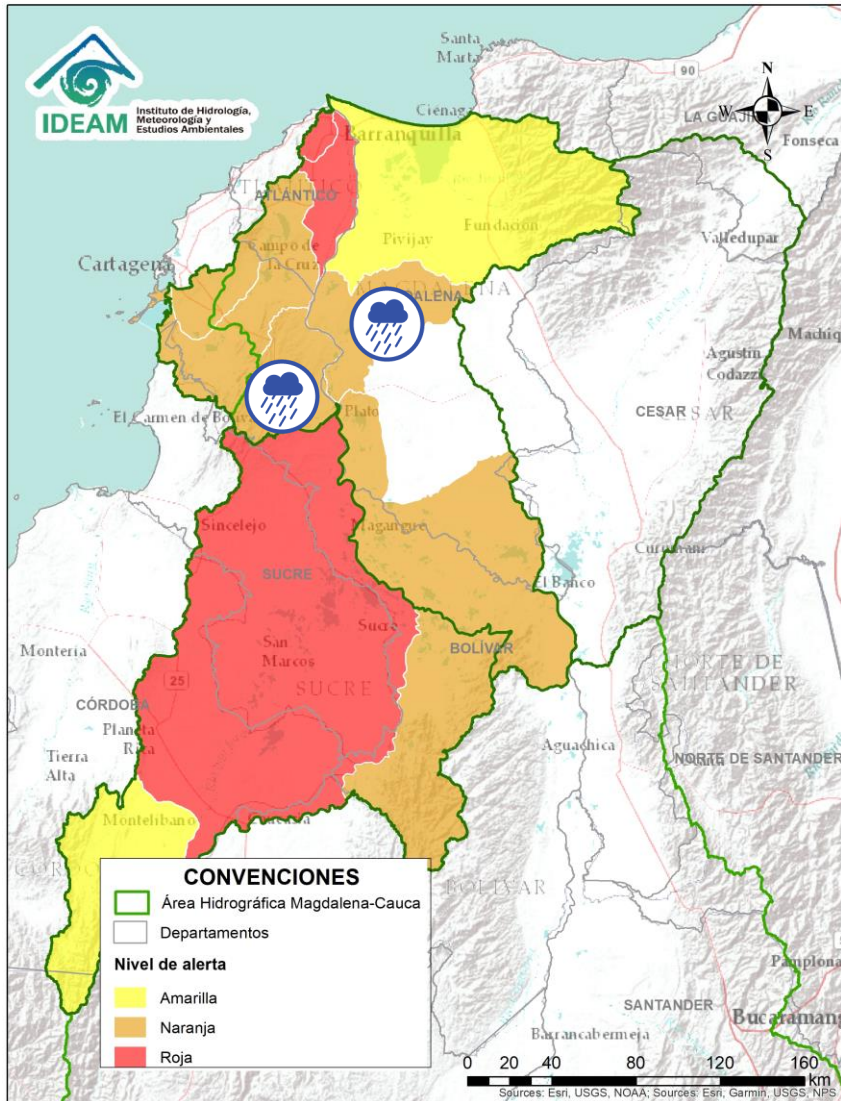 IDEAM
Instituto de Hidrología,
Meteorología y
Estudios Ambientales
Santa
Marta
90
N
W
E
S
Ciénaga
LA GUAJIRA
Fonseca
Barranquilla
ATLÁNTICO
Pivijay
Fundación
Valledupar
Campo de
la Cruz
Cartagena
MAGDALENA
Agustín
Codazzi
CESAR
CESAR
El Carmen de Bolívar
Plato
Sincelejo
Magangue
SUCRE
Curumaní
El Banco
Montería
Sucre
San
Marcos
BOLÍVAR
SUCRE
25
NORTE DE
SANTANDER
CÓRDOBA
Planeta
Rica
Tierra
Alta
Aguachica
NORTE DE SANTANDER
Montelibano
BOLÍVAR
CONVENCIONES
Área Hidrográfica Magdalena-Cauca
Departamentos
Nivel de alerta
Amarilla
Naranja
Roja
Pamplona
SANTANDER
Barrancabermeja
Bucaramang
0 20 40 80 120 160
Km
Sources: Esri, USGS, NOAA; Sources: Esri, Garmin, USGS, NPS